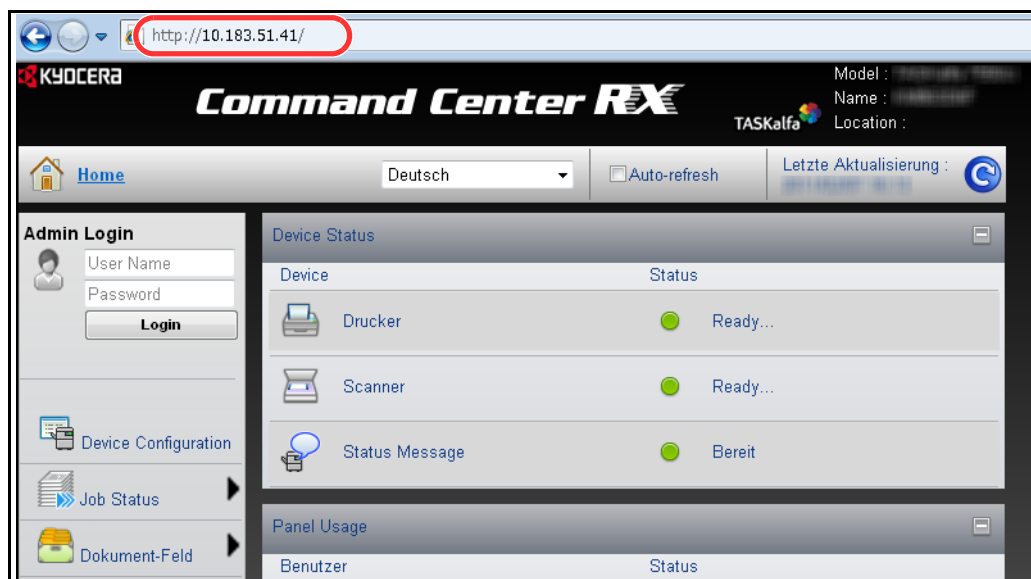 http://10.183.51.41/
KYOCERA
Command Center RX
TASKalfa
Model :
Name :
Location :
Home
Deutsch
Auto-refresh
Letzte Aktualisierung :
Admin Login
User Name
Password
Login
Device Configuration
Job Status
Dokument-Feld
Device Status
Device Status
Drucker Ready...
Scanner Ready...
Status Message Bereit
Panel Usage
Benutzer Status